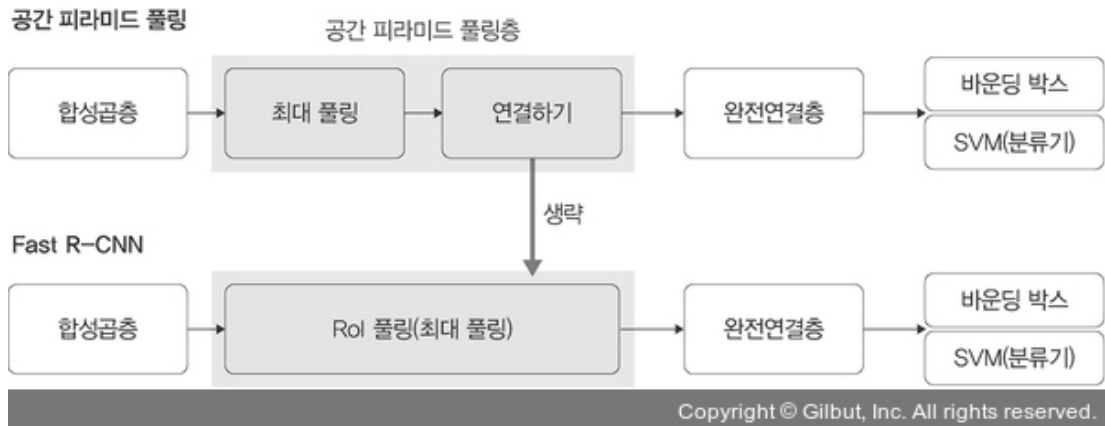 공간 피라미드 풀링
공간 피라미드 풀링층
합성곱층
최대 풀링
연결하기
완전연결층
바운딩 박스
SVM(분류기)
생략
Fast R-CNN
합성곱층
RoI 풀링(최대 풀링)
완전연결층
바운딩 박스
SVM(분류기)
Copyright © Gilbut, Inc. All rights reserved.